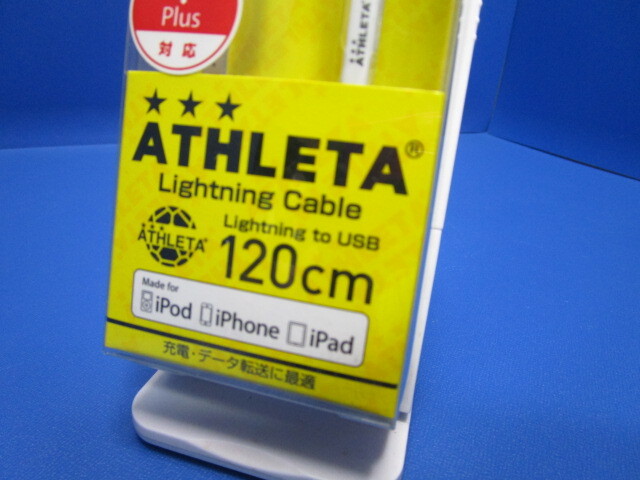 Plus
対応
ATHLETA
ATHLETA®
Lightning Cable
Lightning to USB
ATHLETA
120cm
Made for
iPod iPhone iPad
充電・データ転送に最適